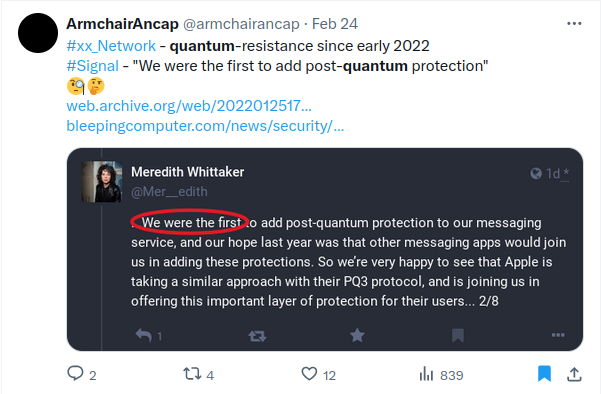 ArmchairAncap @armchairancap · Feb 24
#xx_Network - quantum-resistance since early 2022
#Signal - "We were the first to add post-quantum protection"
🧐🤔
web.archive.org/web/2022012517...
bleepingcomputer.com/news/security/...
Meredith Whittaker
1d *
@Mer__edith
. We were the first to add post-quantum protection to our messaging
service, and our hope last year was that other messaging apps would join
us in adding these protections. So we're very happy to see that Apple is
taking a similar approach with their PQ3 protocol, and is joining us in
offering this important layer of protection for their users... 2/8
1
2 4 12 839